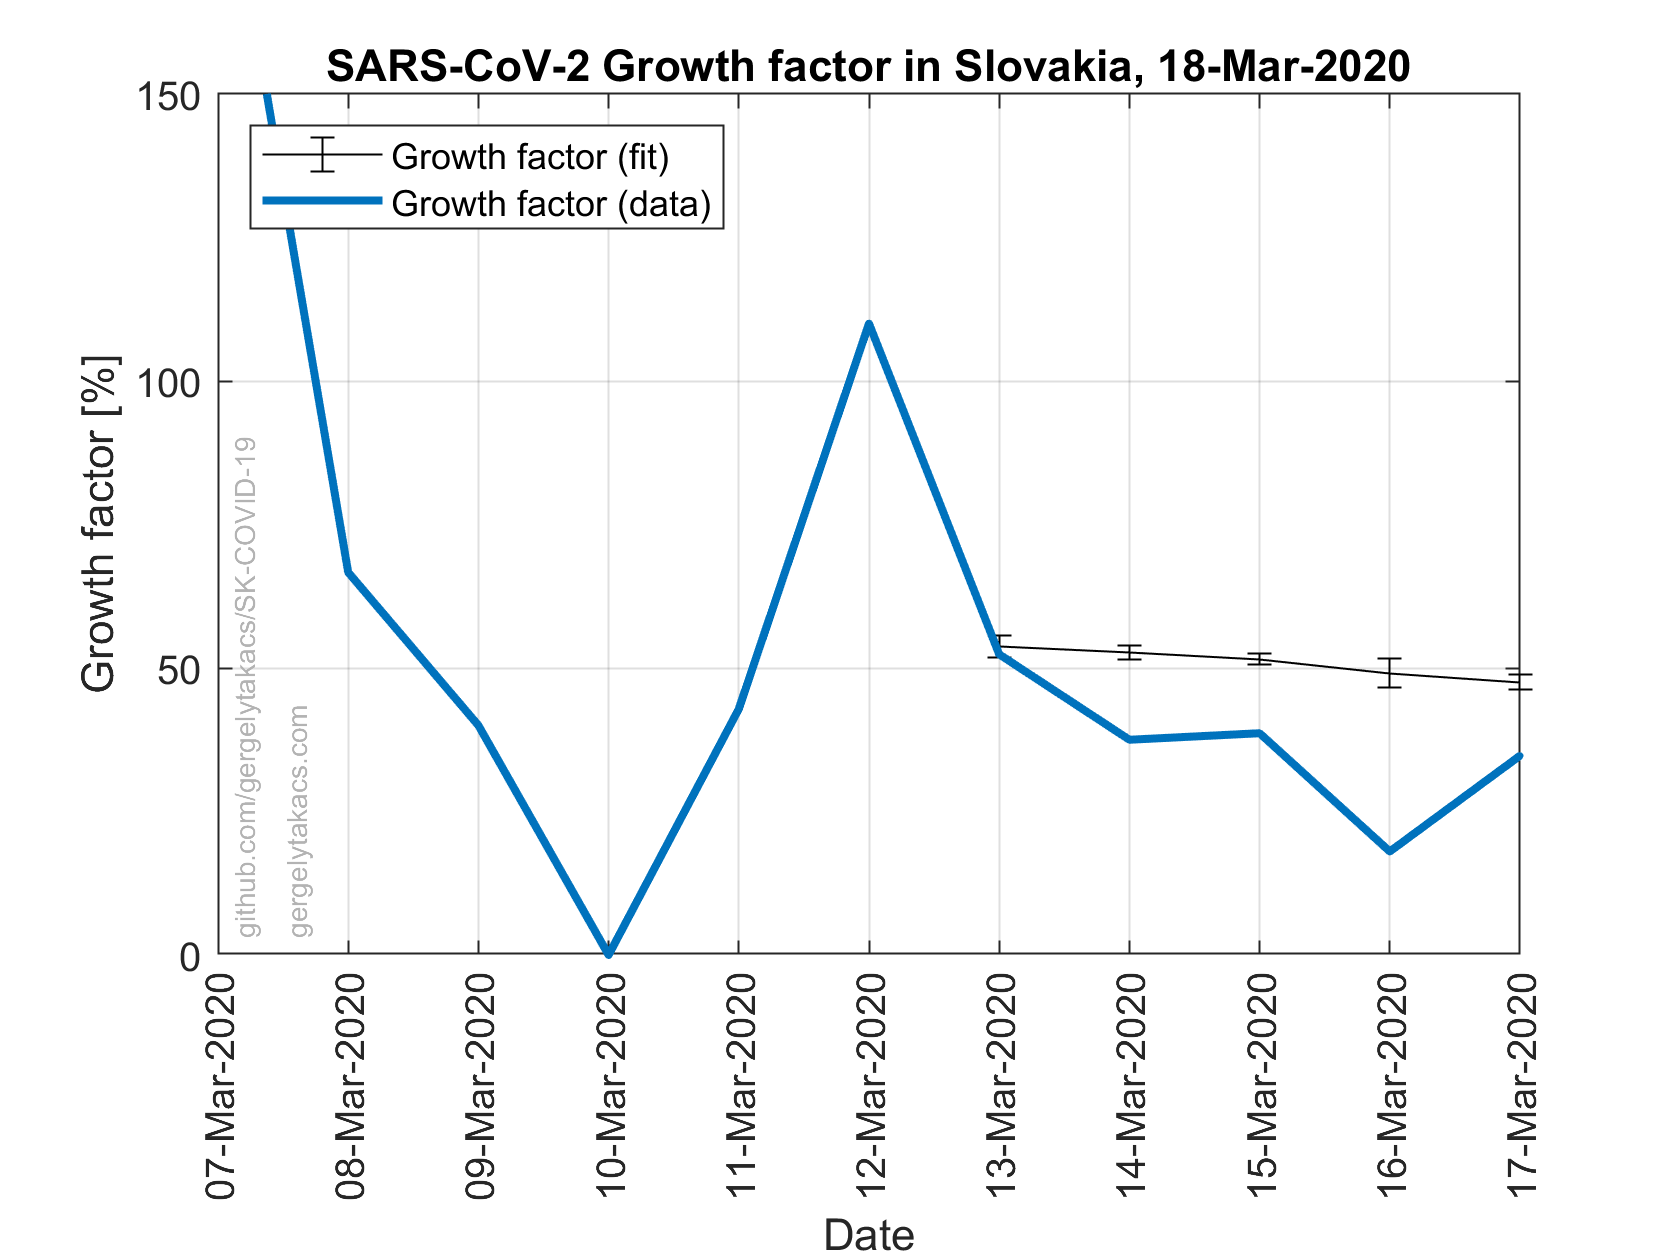 SARS-CoV-2 Growth factor in Slovakia, 18-Mar-2020
150
100
50
0
Growth factor [%]
Growth factor (fit)
Growth factor (data)
github.com/gergelytakacs/SK-COVID-19
gergelytakacs.com
07-Mar-2020
08-Mar-2020
09-Mar-2020
10-Mar-2020
11-Mar-2020
12-Mar-2020
13-Mar-2020
14-Mar-2020
15-Mar-2020
16-Mar-2020
17-Mar-2020
Date